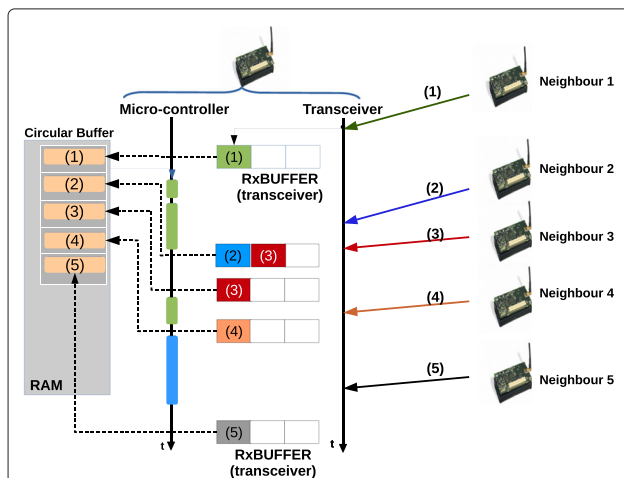 (1)
Neighbour 1
Micro-controller
Transceiver
Circular Buffer
(1)
(1)
RxBUFFER
(transceiver)
(2)
(2)
Neighbour 2
(3)
(3)
Neighbour 3
(4)
(2)
(3)
(5)
(3)
(4)
Neighbour 4
(4)
RAM
(5)
Neighbour 5
(5)
t
t
RxBUFFER
(transceiver)